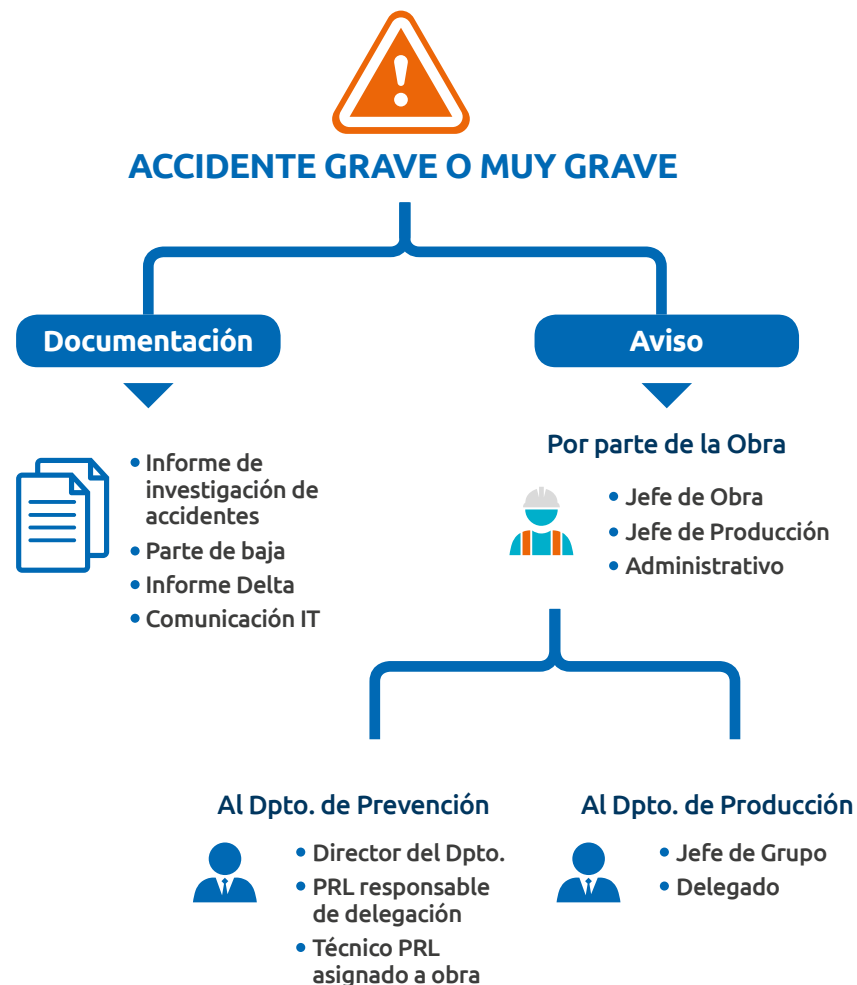 ACCIDENTE GRAVE O MUY GRAVE
Documentación
• Informe de
investigación de
accidentes
• Parte de baja
• Informe Delta
• Comunicación IT
Aviso
Por parte de la Obra
• Jefe de Obra
• Jefe de Producción
• Administrativo
Al Dpto. de Prevención
• Director del Dpto.
• PRL responsable
de delegación
• Técnico PRL
asignado a obra
Al Dpto. de Producción
• Jefe de Grupo
• Delegado